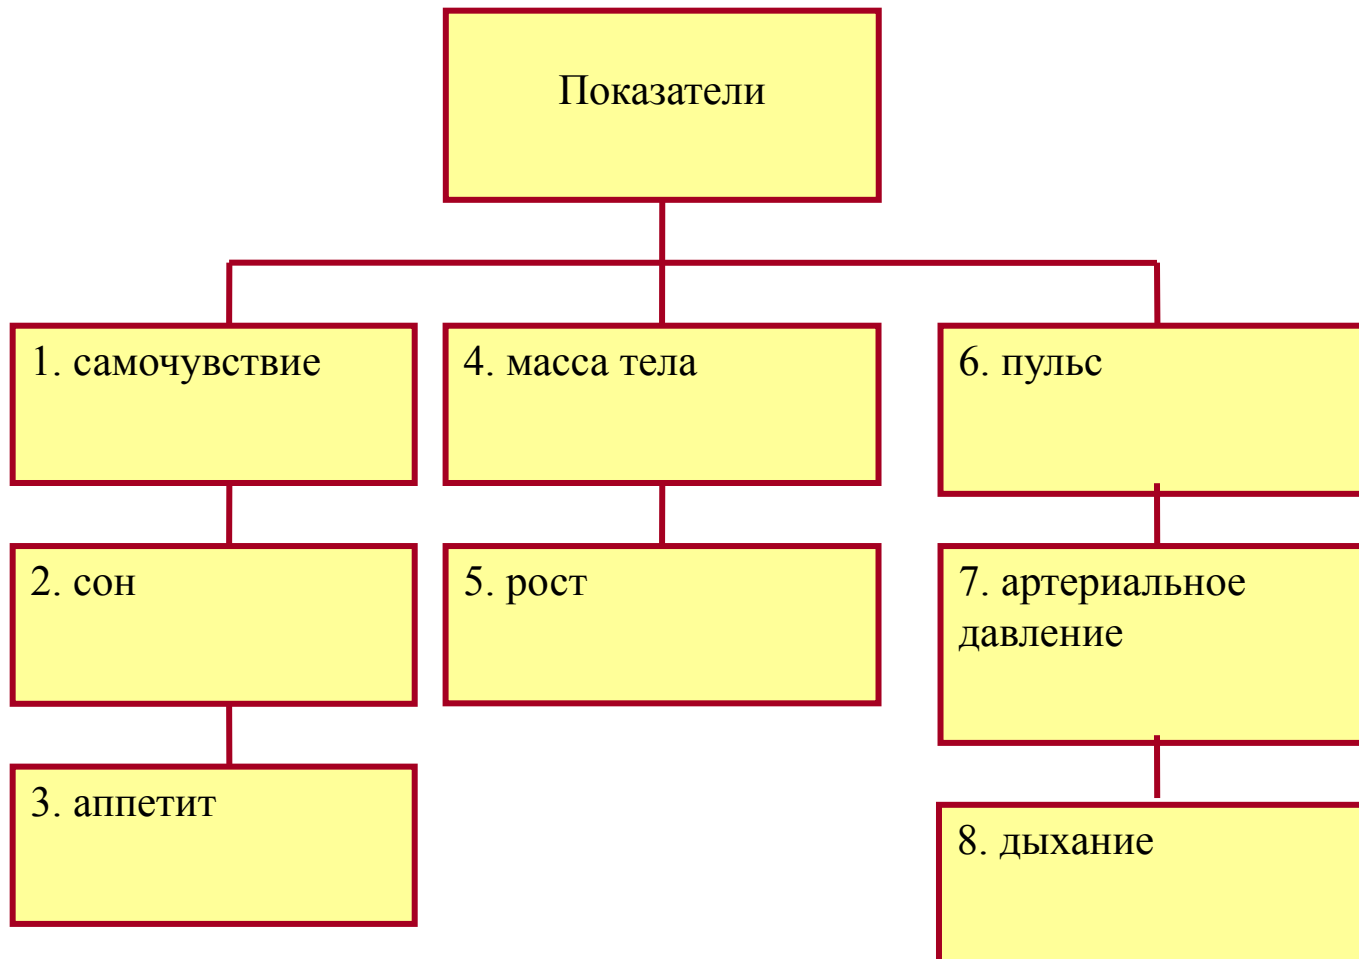 Показатели
1. самочувствие
2. сон
3. аппетит
4. масса тела
5. рост
6. пульс
7. артериальное
давление
8. дыхание